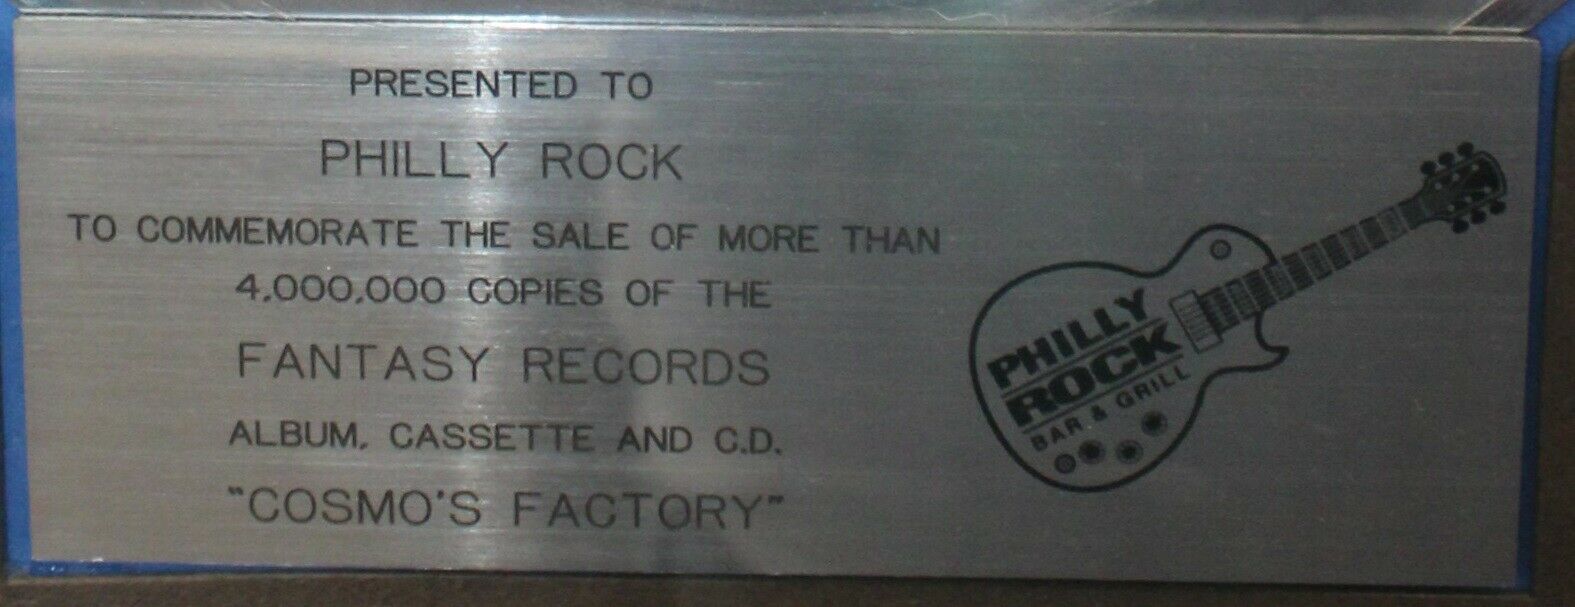 PRESENTED TO
PHILLY ROCK
TO COMMEMORATE THE SALE OF MORE THAN
4,000,000 COPIES OF THE
FANTASY RECORDS
ALBUM, CASSETTE AND C.D.
"COSMO'S FACTORY"
PHILLY
ROCK
BAR & GRILL